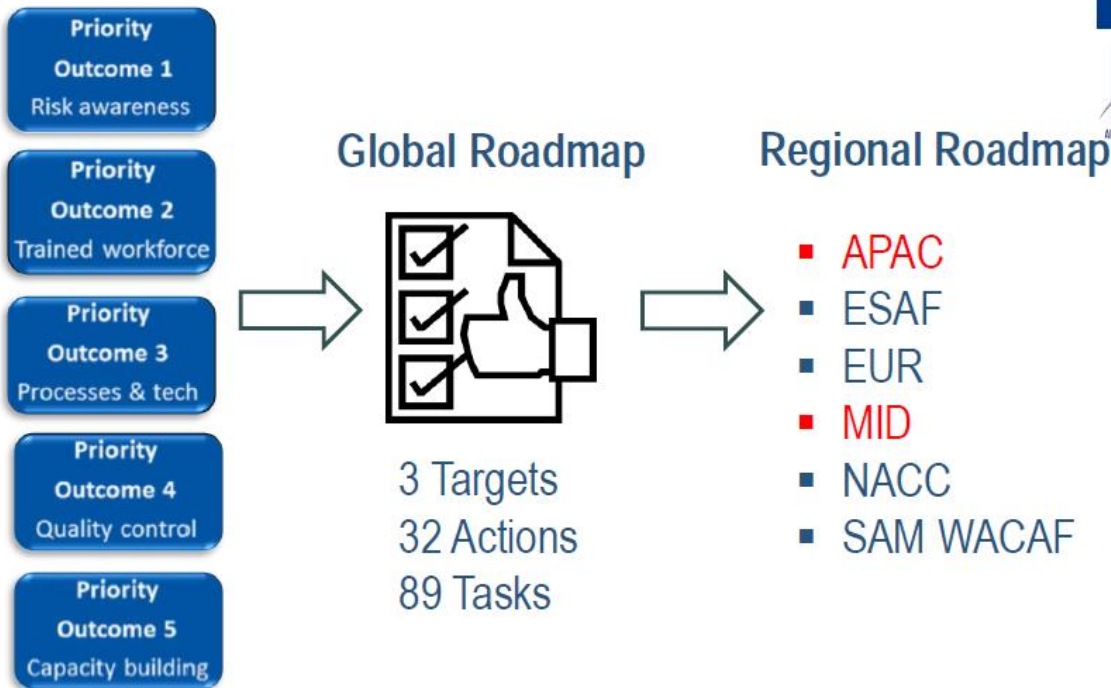 Priority
Outcome 1
Risk awareness
Priority
Outcome 2
Trained workforce
Priority
Outcome 3
Processes & tech
Priority
Outcome 4
Quality control
Priority
Outcome 5
Capacity building
Global Roadmap
3 Targets
32 Actions
89 Tasks
Regional Roadmap
▪ APAC
▪ ESAF
▪ EUR
▪ MID
▪ NACC
▪ SAM WACAF